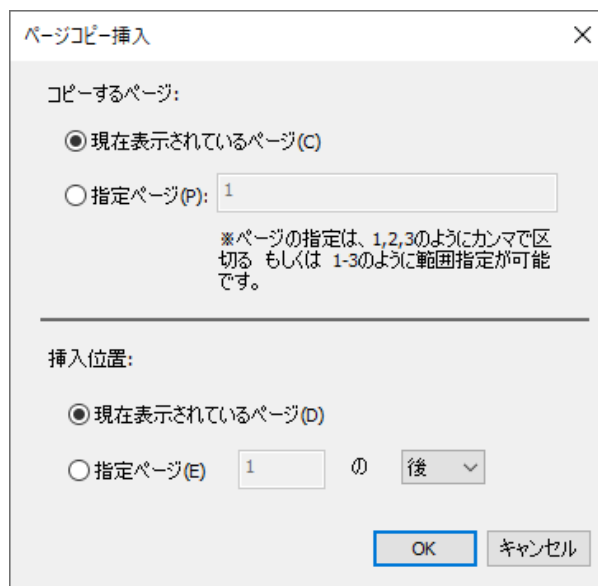 ページコピー挿入
コピーするページ:
現在表示されているページ(C)
指定ページ(P): 1
※ページの指定は、1,2,3のようにカンマで区
切る もしくは 1-3のように範囲指定が可能
です。
挿入位置:
現在表示されているページ(D)
指定ページ(E) 1 の 後
OK キャンセル